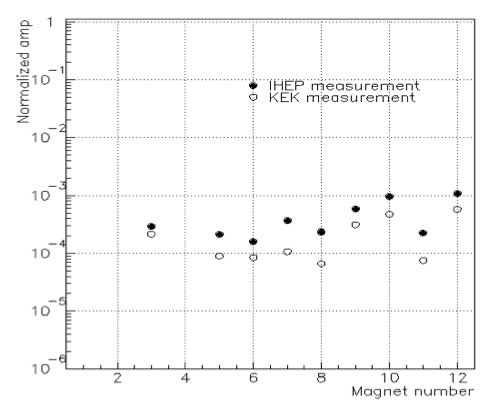 Normalized amp
1
10⁻¹
10⁻²
10⁻³
10⁻⁴
10⁻⁵
10⁻⁶
IHEP measurement
KEK measurement
2 4 6 8 10 12
Magnet number